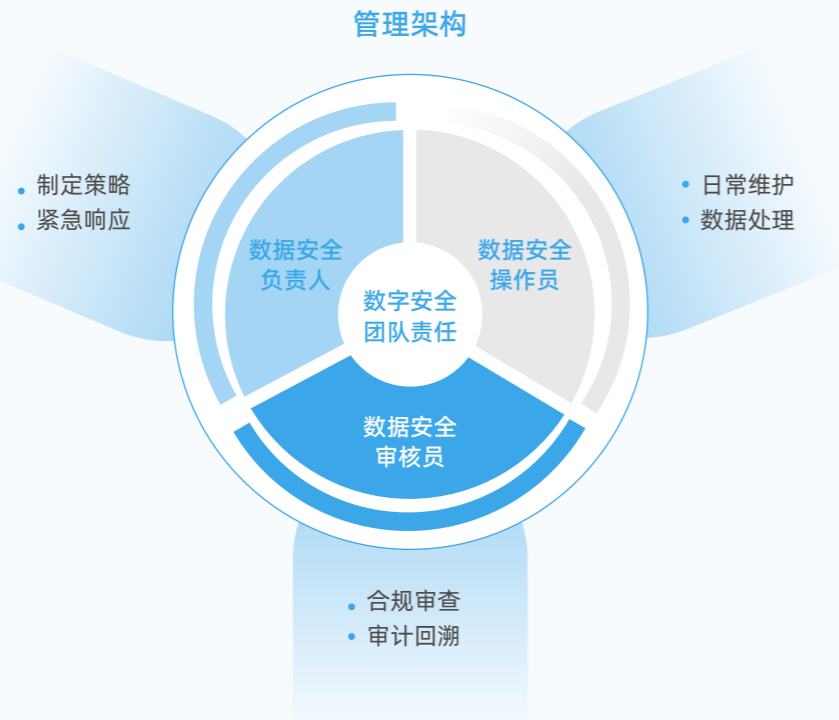 管理架构
制定策略
紧急响应
日常维护
数据处理
数据安全
负责人
数据安全
操作员
数字安全
团队责任
数据安全
审核员
合规审查
审计回溯